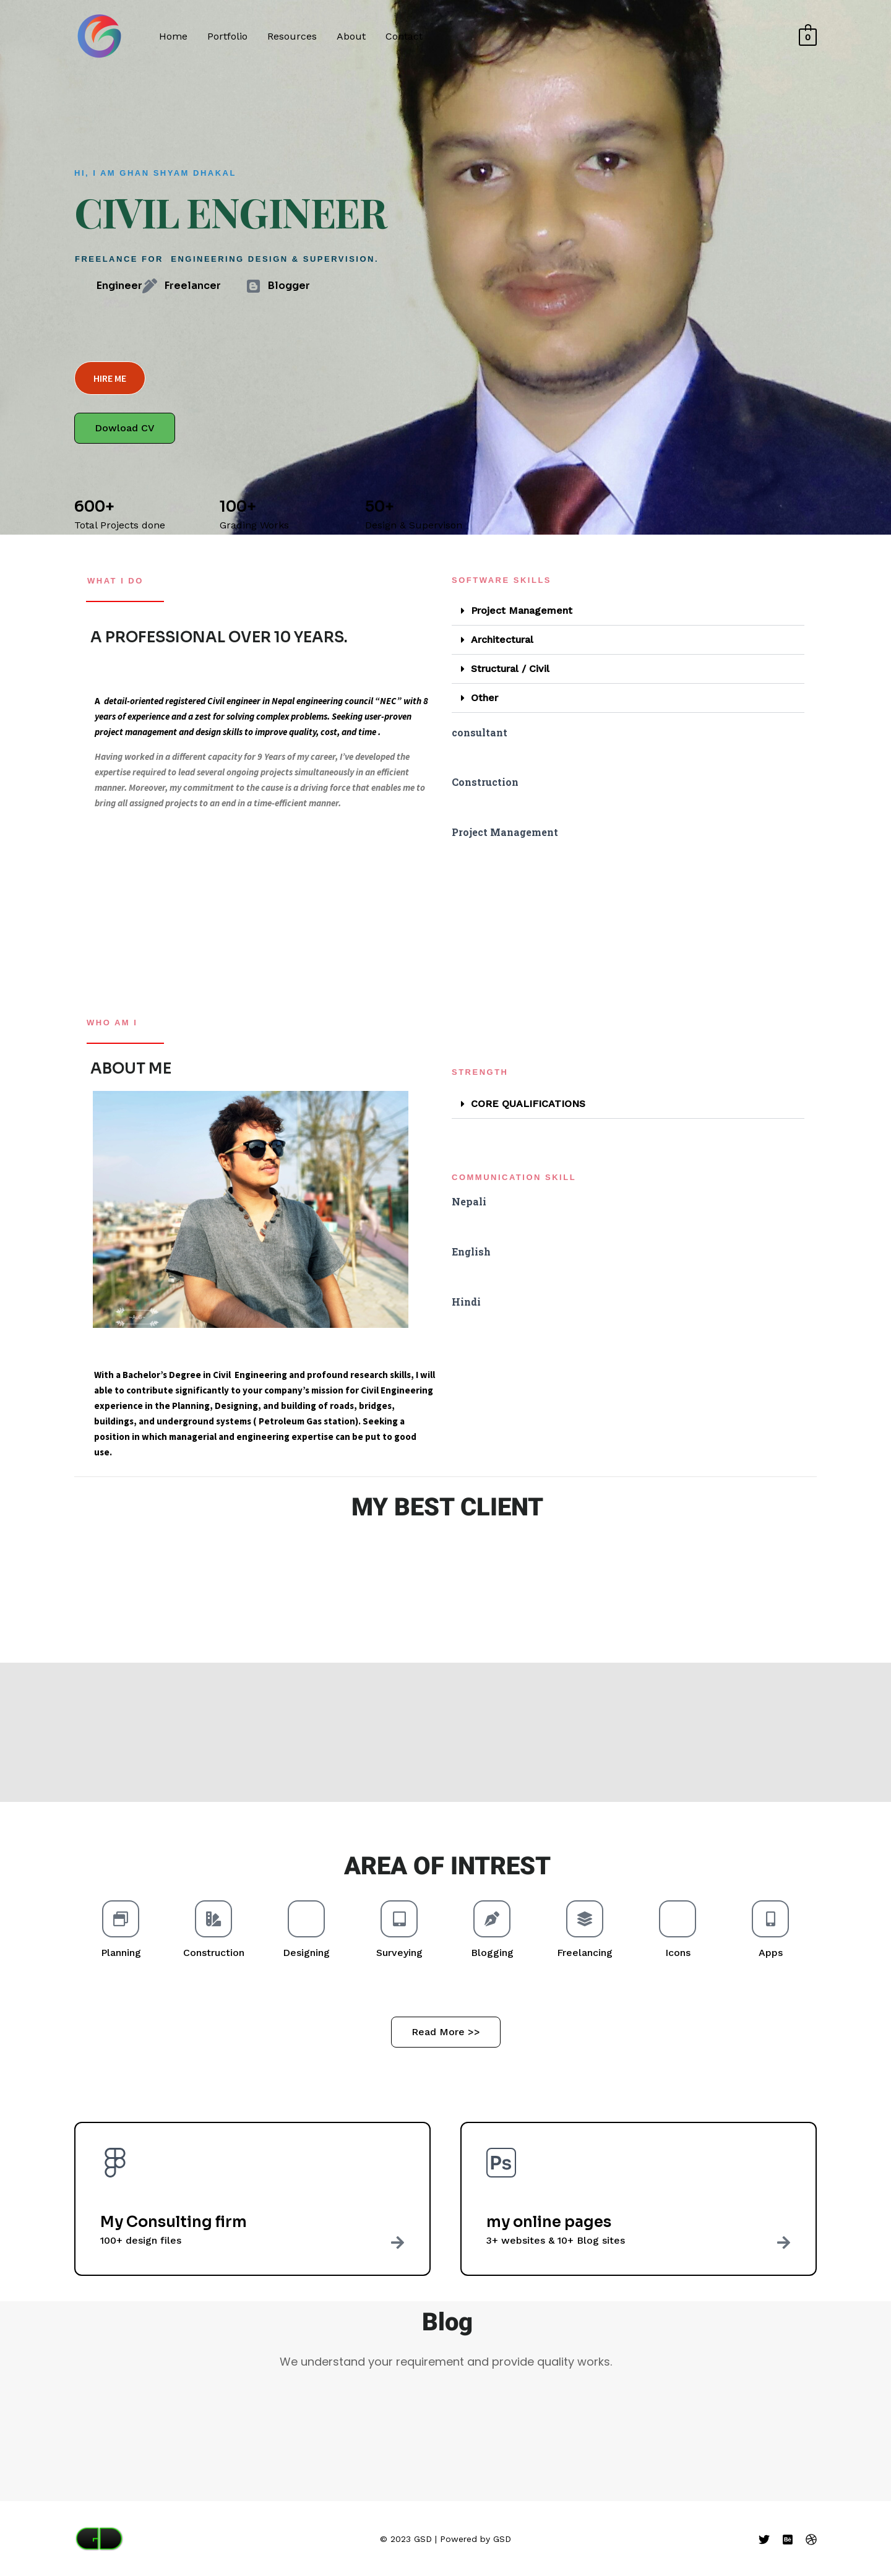 Home Portfolio Resources About Contact
0
HI, I AM GHAN SHYAM DHAKAL
CIVIL ENGINEER
FREELANCE FOR ENGINEERING DESIGN & SUPERVISION.
Engineer Freelancer Blogger
HIRE ME
Dowload CV
600+
Total Projects done
100+
Grading Works
50+
Design & Supervision
WHAT I DO
A PROFESSIONAL OVER 10 YEARS.
A detail-oriented registered Civil engineer in Nepal engineering council “NEC” with 8
years of experience and a zest for solving complex problems. Seeking user-proven
project management and design skills to improve quality, cost, and time .
Having worked in a different capacity for 9 Years of my career, I’ve developed the
expertise required to lead several ongoing projects simultaneously in an efficient
manner. Moreover, my commitment to the cause is a driving force that enables me to
bring all assigned projects to an end in a time-efficient manner.
SOFTWARE SKILLS
Project Management
Architectural
Structural / Civil
Other
consultant
Construction
Project Management
WHO AM I
ABOUT ME
With a Bachelor’s Degree in Civil Engineering and profound research skills, I will
able to contribute significantly to your company’s mission for Civil Engineering
experience in the Planning, Designing, and building of roads, bridges,
buildings, and underground systems ( Petroleum Gas station). Seeking a
position in which managerial and engineering expertise can be put to good
use.
STRENGTH
CORE QUALIFICATIONS
COMMUNICATION SKILL
Nepali
English
Hindi
MY BEST CLIENT
AREA OF INTREST
Planning Construction Designing Surveying Blogging Freelancing Icons Apps
Read More >>
Ps
My Consulting firm
100+ design files
my online pages
3+ websites & 10+ Blog sites
Blog
We understand your requirement and provide quality works.
© 2023 GSD | Powered by GSD